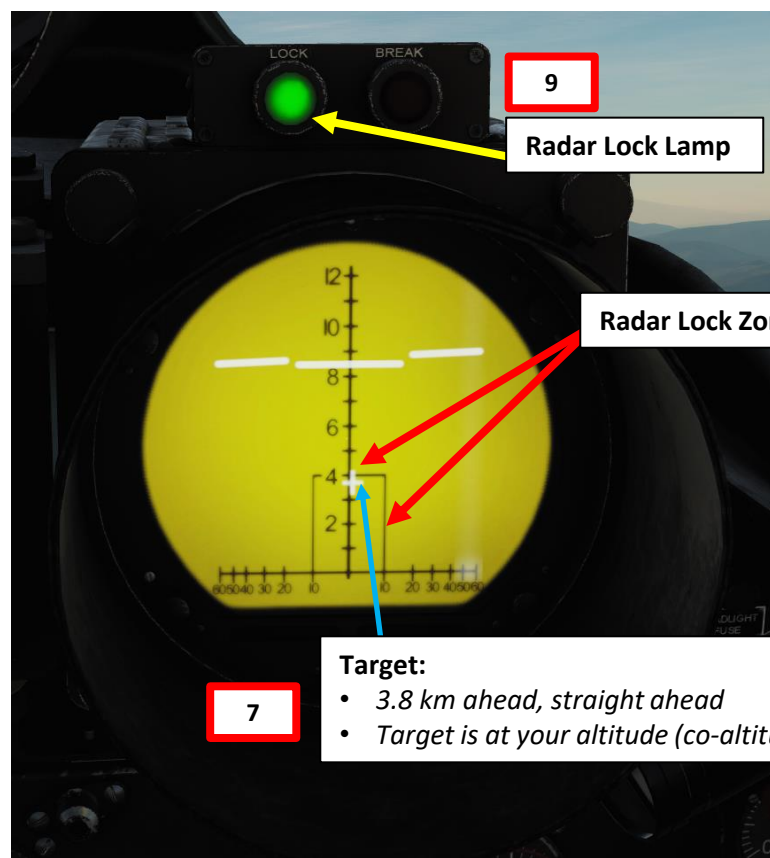 LOCK BREAK
9
Radar Lock Lamp
12
10
Radar Lock Zo
8
6
4
2
60 50 40 30 20 10 10 20 30 40 50 60
Target:
7
• 3.8 km ahead, straight ahead
• Target is at your altitude (co-altitu